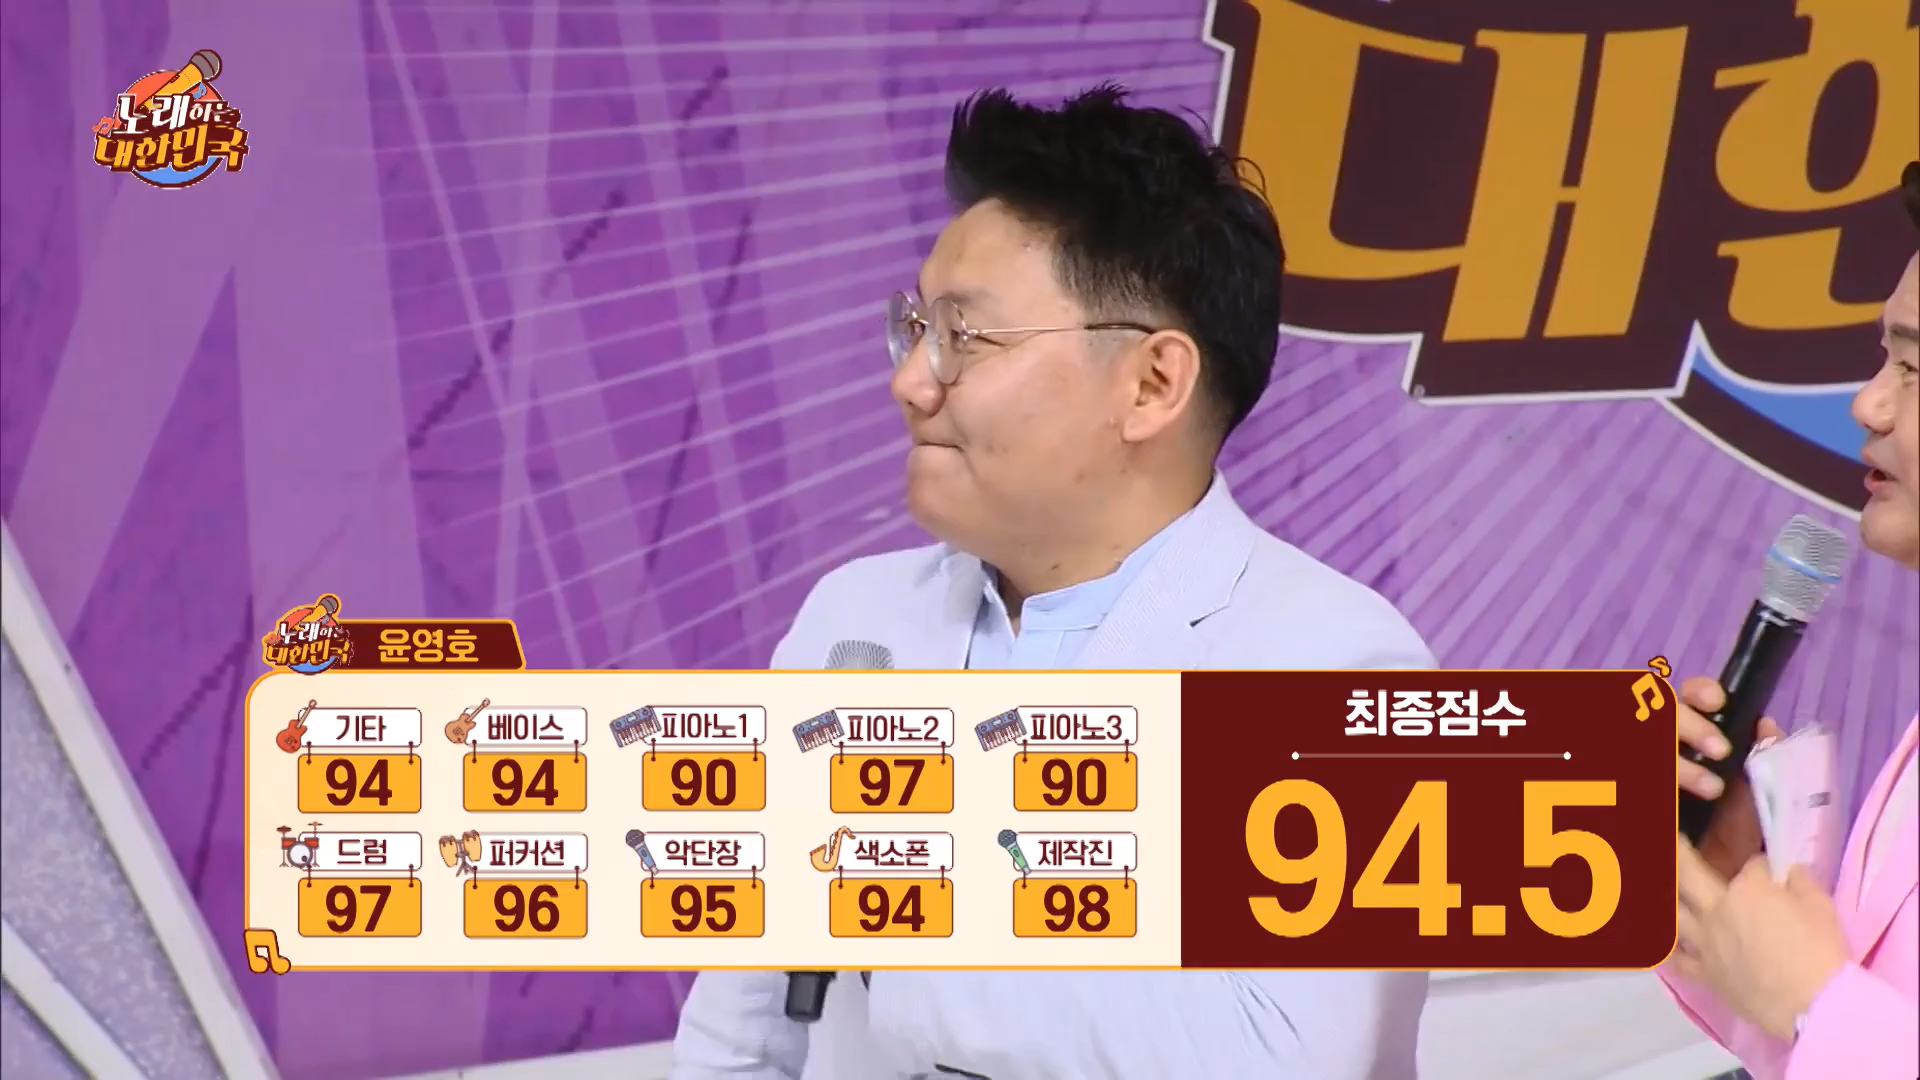 노래하는
대한민국
대한
노래하는
대한민국
윤영호
기타
베이스
피아노1
피아노2
피아노3
94
94
90
97
90
드럼
퍼커션
악단장
색소폰
제작진
97
96
95
94
98
최종점수
94.5